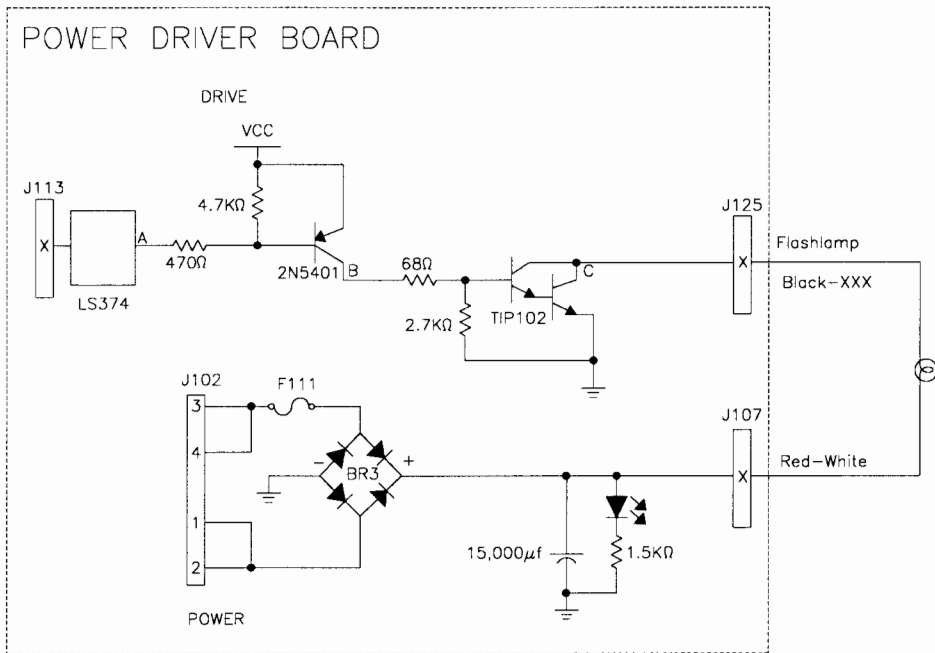 POWER DRIVER BOARD
DRIVE
VCC
J113
4.7KΩ
J125
X
A
470Ω
2N5401
B
68Ω
C
X
Flashlamp
Black-XXX
LS374
2.7KΩ
TIP102
J102
F111
J107
3
4
-
BR3
+
X
Red-White
1
2
15,000µf
1.5KΩ
POWER